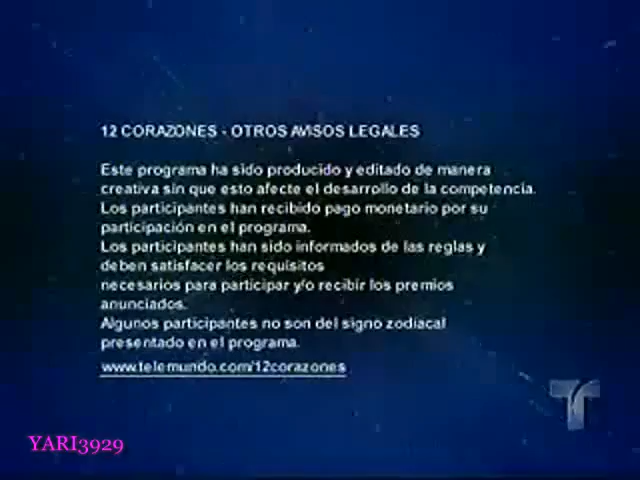 12 CORAZONES - OTROS AVISOS LEGALES
Este programa ha sido producido y editado de manera
creativa sin que esto afecte el desarrollo de la competencia.
Los participantes han recibido pago monetario por su
participación en el programa.
Los participantes han sido informados de las reglas y
deben satisfacer los requisitos
necesarios para participar y/o recibir los premios
anunciados.
Algunos participantes no son del signo zodiacal
presentado en el programa.
www.telemundo.com/12corazones
T
YARI3929